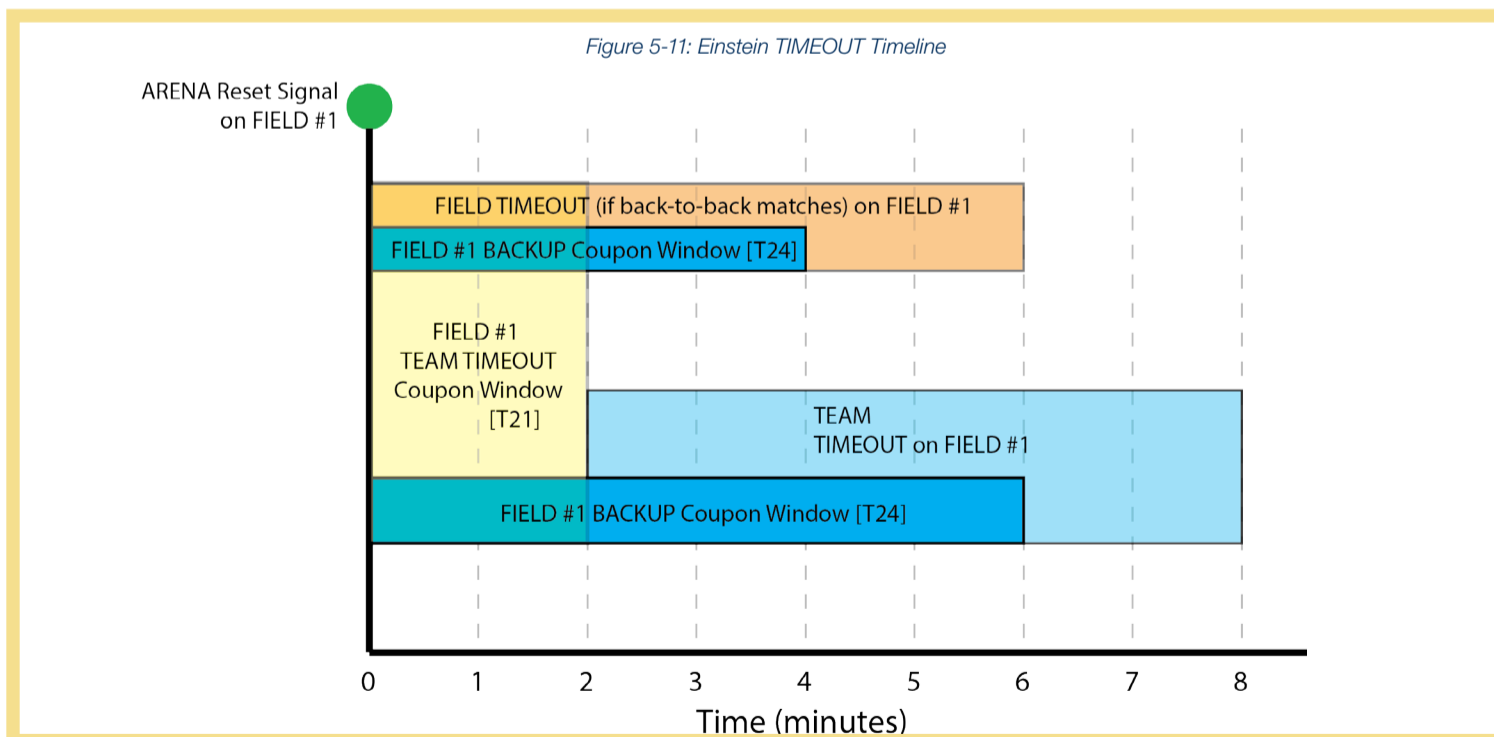 Figure 5-11: Einstein TIMEOUT Timeline
ARENA Reset Signal
on FIELD #1
FIELD TIMEOUT (if back-to-back matches) on FIELD #1
FIELD #1 BACKUP Coupon Window [T24]
FIELD #1
TEAM TIMEOUT
Coupon Window
[T21]
TEAM
TIMEOUT on FIELD #1
FIELD #1 BACKUP Coupon Window [T24]
0 1 2 3 4 5 6 7 8
Time (minutes)